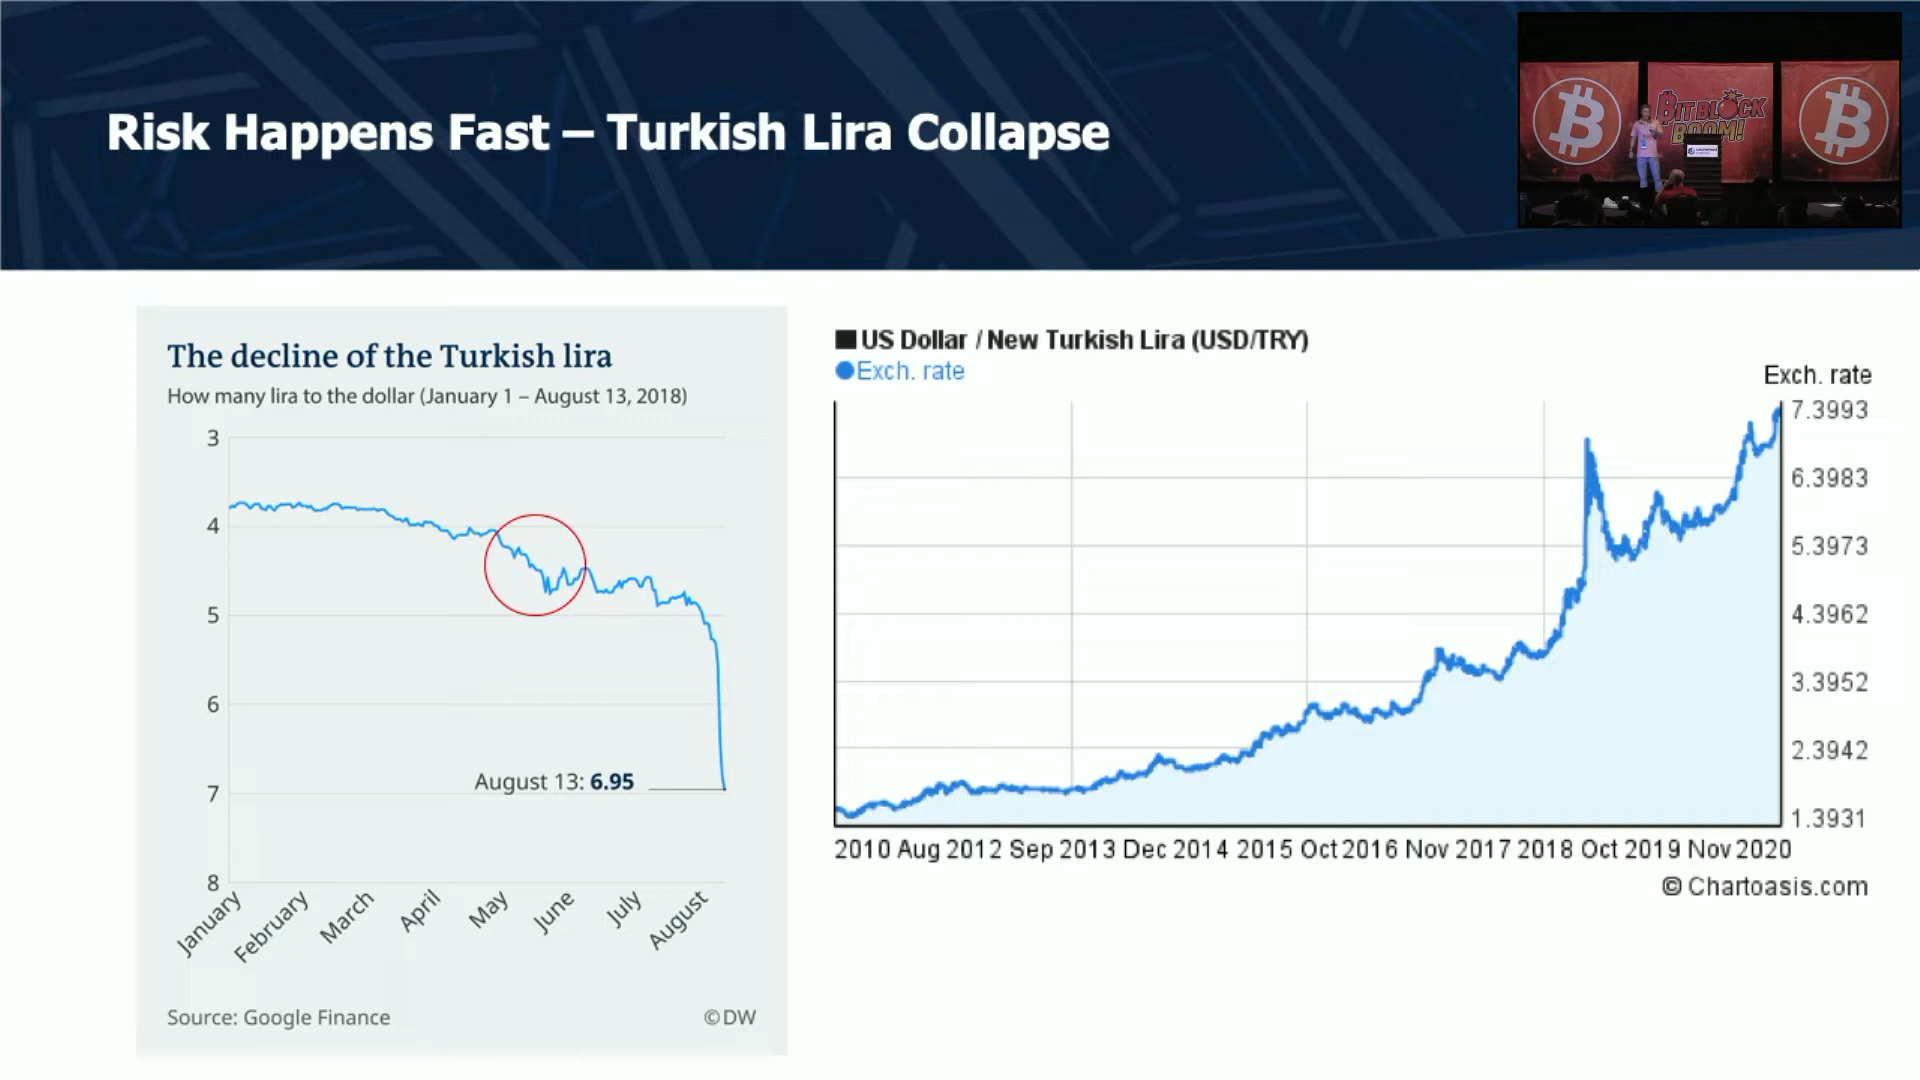 Risk Happens Fast – Turkish Lira Collapse
BITBLOCK
BOOM!
The decline of the Turkish lira
How many lira to the dollar (January 1 – August 13, 2018)
3
4
5
6
7
8
August 13: 6.95
January
February
March
April
May
June
July
August
Source: Google Finance
©DW
US Dollar / New Turkish Lira (USD/TRY)
Exch. rate
Exch. rate
7.3993
6.3983
5.3973
4.3962
3.3952
2.3942
1.3931
2010 Aug 2012 Sep 2013 Dec 2014 2015 Oct 2016 Nov 2017 2018 Oct 2019 Nov 2020
© Chartoasis.com